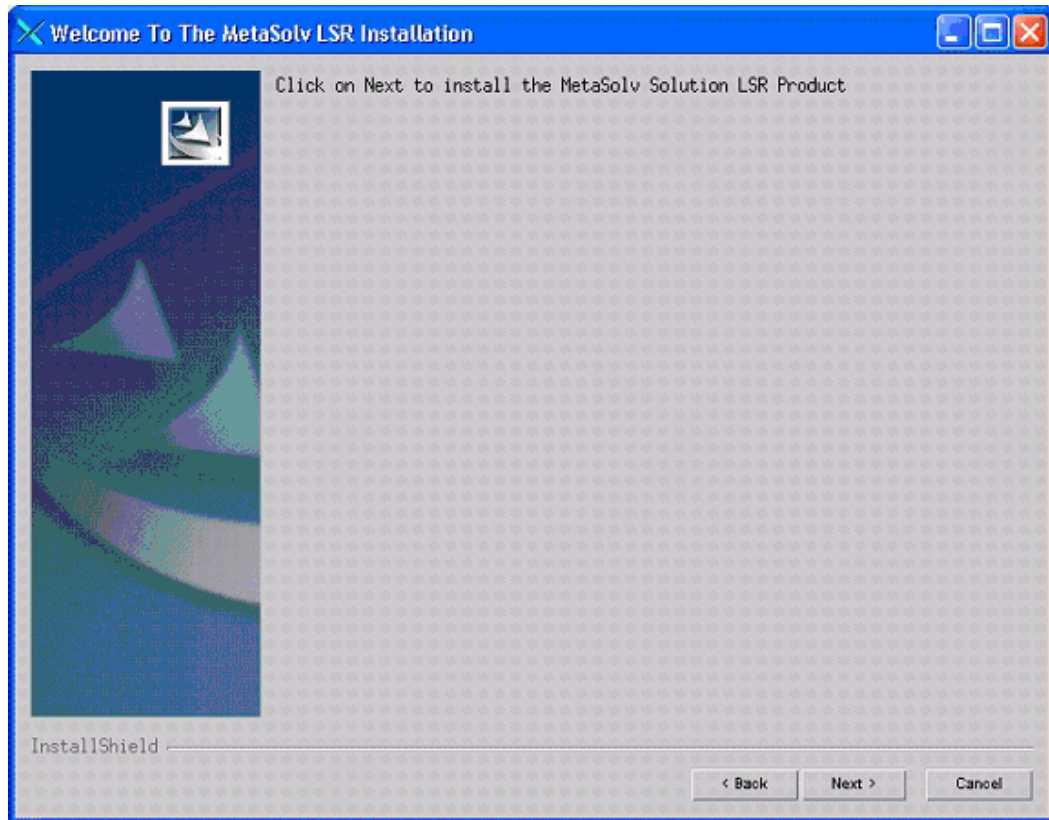 Welcome To The MetaSolv LSR Installation
Click on Next to install the MetaSolv Solution LSR Product
InstallShield
< Back
Next >
Cancel